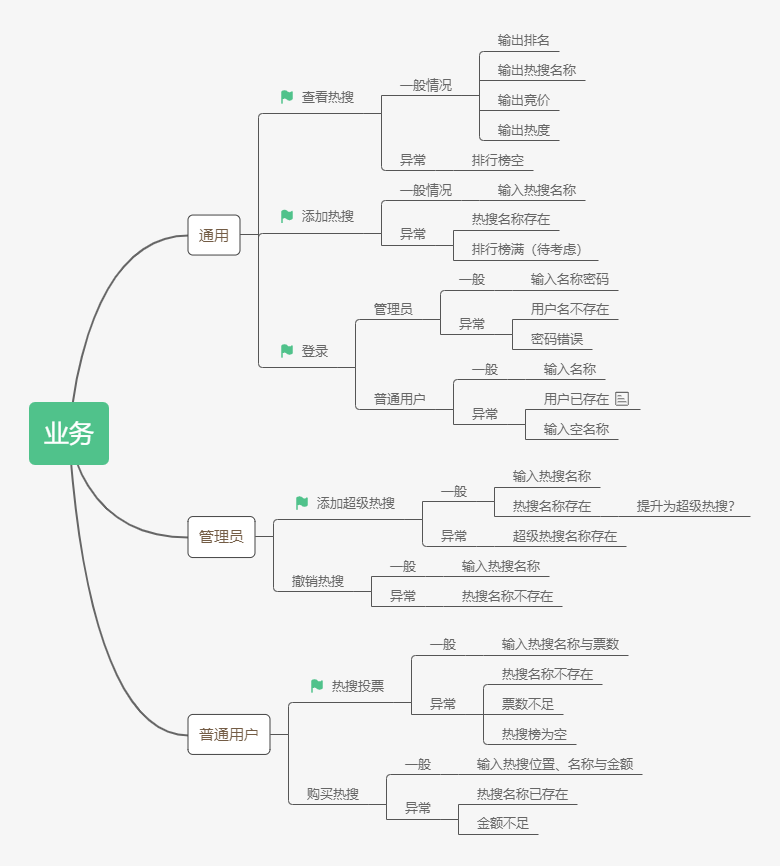 业务
通用
查看热搜
一般情况
输出排名
输出热搜名称
输出竞价
输出热度
异常
排行榜空
添加热搜
一般情况
输入热搜名称
异常
热搜名称存在
排行榜满（待考虑）
登录
管理员
一般
输入名称密码
异常
用户名不存在
密码错误
普通用户
一般
输入名称
异常
用户已存在
输入空名称
管理员
添加超级热搜
一般
输入热搜名称
热搜名称存在
提升为超级热搜？
异常
超级热搜名称存在
撤销热搜
一般
输入热搜名称
异常
热搜名称不存在
普通用户
热搜投票
一般
输入热搜名称与票数
异常
热搜名称不存在
票数不足
热搜榜为空
购买热搜
一般
输入热搜位置、名称与金额
异常
热搜名称已存在
金额不足